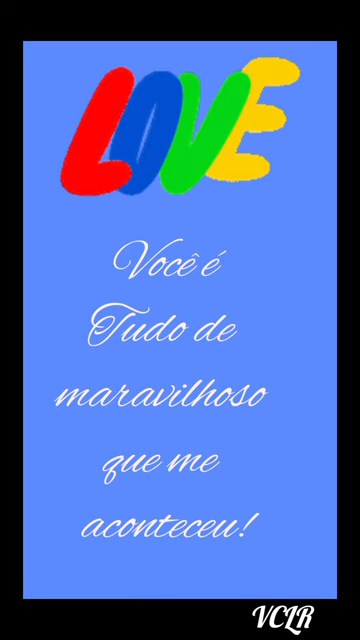 LOVE
Você é
Tudo de
maravilhoso
que me
aconteceu!
VCLR